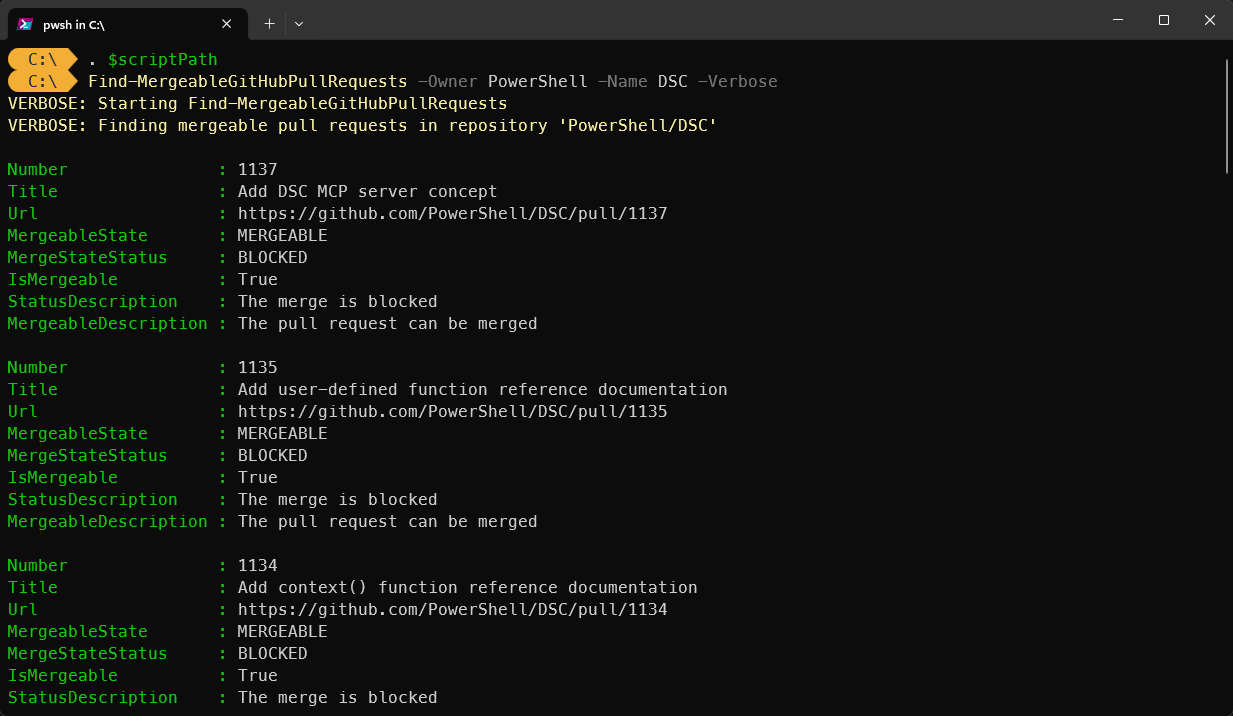 pwsh in C:\
C:\ . $scriptPath
C:\ Find-MergeableGitHubPullRequests -Owner PowerShell -Name DSC -Verbose
VERBOSE: Starting Find-MergeableGitHubPullRequests
VERBOSE: Finding mergeable pull requests in repository 'PowerShell/DSC'
Number : 1137
Title : Add DSC MCP server concept
Url : https://github.com/PowerShell/DSC/pull/1137
MergeableState : MERGEABLE
MergeStateStatus : BLOCKED
IsMergeable : True
StatusDescription : The merge is blocked
MergeableDescription : The pull request can be merged
Number : 1135
Title : Add user-defined function reference documentation
Url : https://github.com/PowerShell/DSC/pull/1135
MergeableState : MERGEABLE
MergeStateStatus : BLOCKED
IsMergeable : True
StatusDescription : The merge is blocked
MergeableDescription : The pull request can be merged
Number : 1134
Title : Add context() function reference documentation
Url : https://github.com/PowerShell/DSC/pull/1134
MergeableState : MERGEABLE
MergeStateStatus : BLOCKED
IsMergeable : True
StatusDescription : The merge is blocked